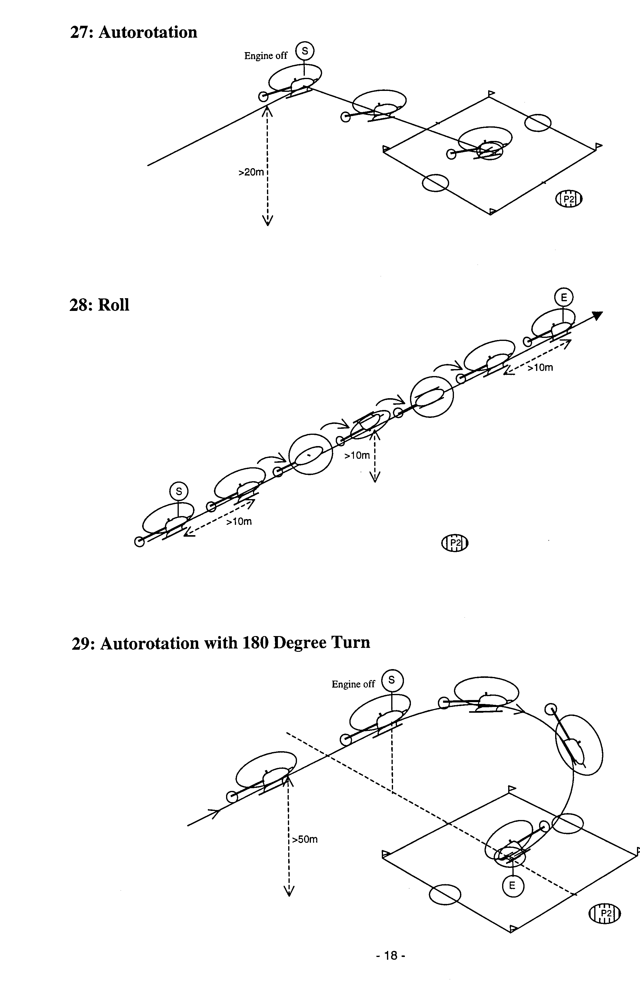 27: Autorotation
Engine off
S
>20m
P2
28: Roll
E
>10m
>10m
S
>10m
P2
29: Autorotation with 180 Degree Turn
Engine off
S
>50m
E
P2
- 18 -